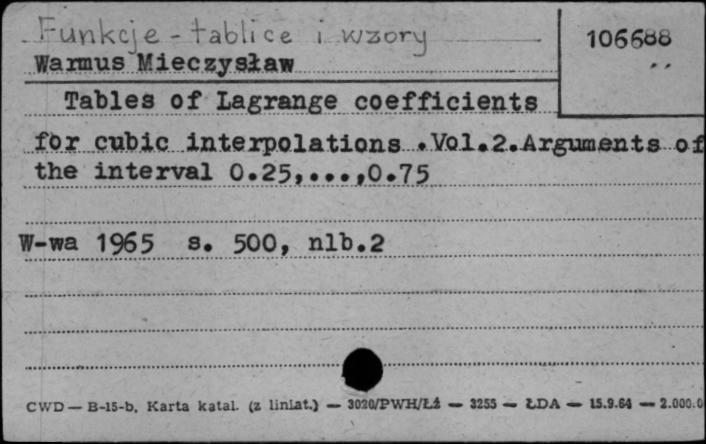 Funkcje - tablice i wzory
106688
Warmus Mieczysław
Tables of Lagrange coefficients
for cubic interpolations .Vol.2.Arguments of
the interval 0.25,...,0.75
W-wa 1965 s. 500, nlb.2
CWD — B-15-b, Karta katal. (z liniat.) — 3020/PWH/Łź — 3255 — ŁDA — 15.9.64 — 2.000.0